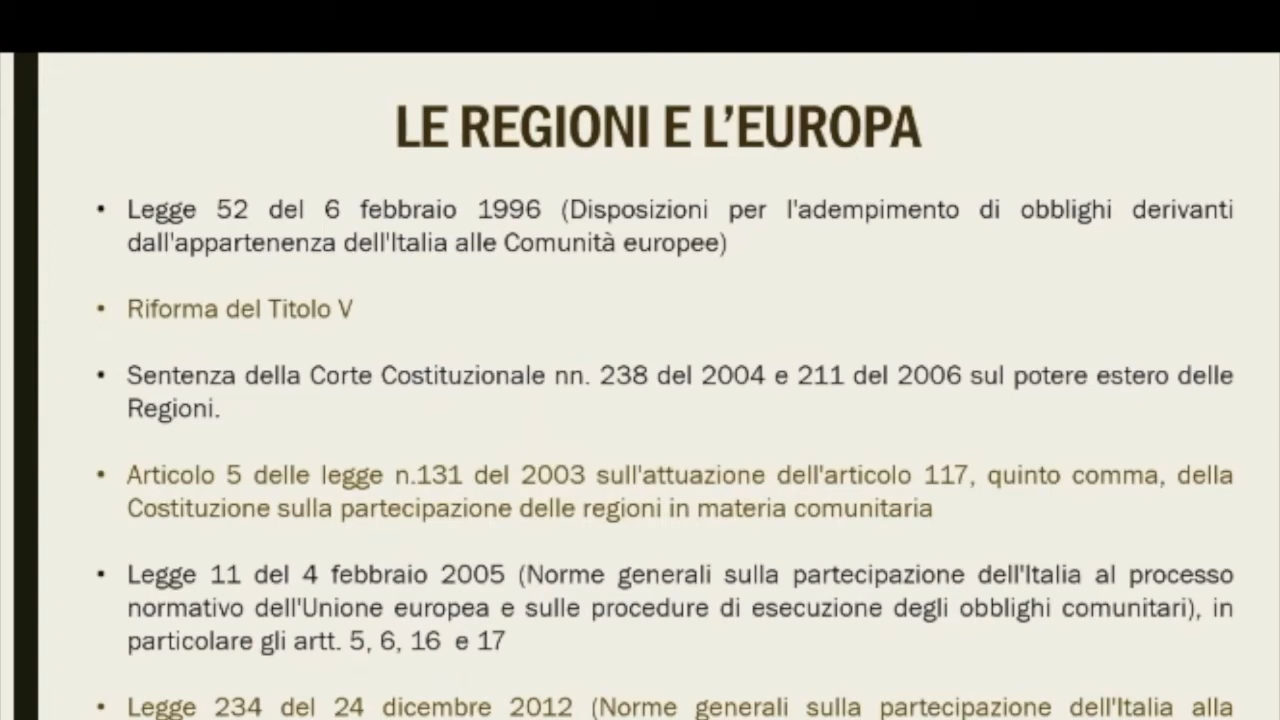 LE REGIONI E L'EUROPA
• Legge 52 del 6 febbraio 1996 (Disposizioni per l'adempimento di obblighi derivanti
dall'appartenenza dell'Italia alle Comunità europee)
• Riforma del Titolo V
• Sentenza della Corte Costituzionale nn. 238 del 2004 e 211 del 2006 sul potere estero delle
Regioni.
• Articolo 5 delle legge n.131 del 2003 sull'attuazione dell'articolo 117, quinto comma, della
Costituzione sulla partecipazione delle regioni in materia comunitaria
• Legge 11 del 4 febbraio 2005 (Norme generali sulla partecipazione dell'Italia al processo
normativo dell'Unione europea e sulle procedure di esecuzione degli obblighi comunitari), in
particolare gli artt. 5, 6, 16 e 17
• Legge 234 del 24 dicembre 2012 (Norme generali sulla partecipazione dell'Italia alla